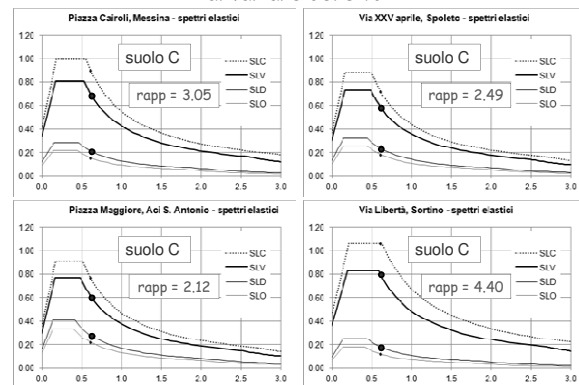 Piazza Cairoli, Messina - spettri elastici
1.20
1.00
0.80
0.60
0.40
0.20
0.00
suolo C
rapp = 3.05
SLC
SLV
SLD
SLO
0.0 0.5 1.0 1.5 2.0 2.5 3.0
Via XXV aprile, Spoleto - spettri elastici
1.20
1.00
0.80
0.60
0.40
0.20
0.00
suolo C
rapp = 2.49
SLC
SLV
SLD
SLO
0.0 0.5 1.0 1.5 2.0 2.5 3.0
Piazza Maggiore, Aci S. Antonio - spettri elastici
1.20
1.00
0.80
0.60
0.40
0.20
0.00
suolo C
rapp = 2.12
SLC
SLV
SLD
SLO
0.0 0.5 1.0 1.5 2.0 2.5 3.0
Via Libertà, Sortino - spettri elastici
1.20
1.00
0.80
0.60
0.40
0.20
0.00
suolo C
rapp = 4.40
SLC
SLV
SLD
SLO
0.0 0.5 1.0 1.5 2.0 2.5 3.0